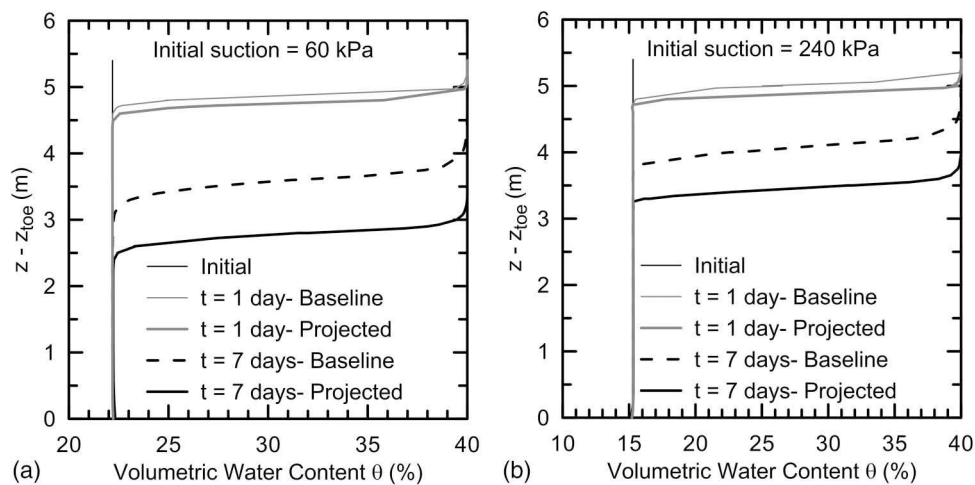 Initial suction = 60 kPa
6
5
4
3
2
1
0
z - z_toe (m)
Initial
t = 1 day- Baseline
t = 1 day- Projected
t = 7 days- Baseline
t = 7 days- Projected
20 25 30 35 40
(a) Volumetric Water Content θ (%)
Initial suction = 240 kPa
6
5
4
3
2
1
0
z - z_toe (m)
Initial
t = 1 day- Baseline
t = 1 day- Projected
t = 7 days- Baseline
t = 7 days- Projected
10 15 20 25 30 35 40
(b) Volumetric Water Content θ (%)